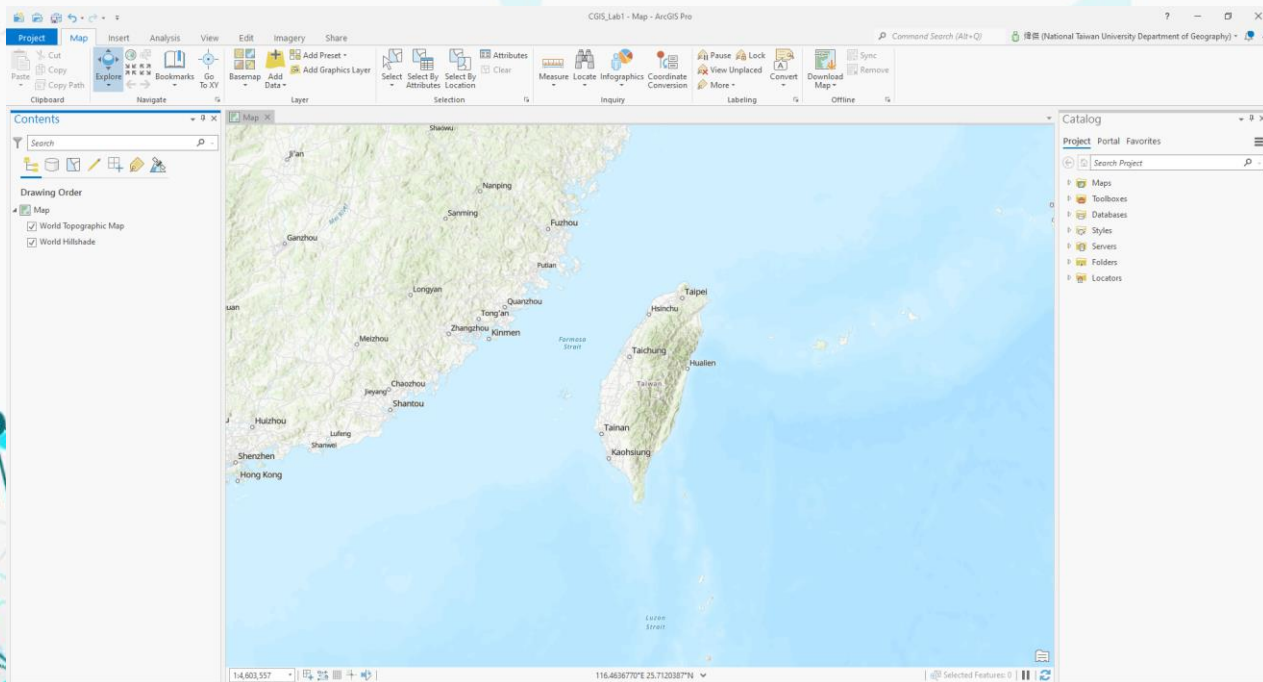 CGIS_Lab1 - Map - ArcGIS Pro
?
Project Map Insert Analysis View Edit Imagery Share
Command Search (Alt+Q)
(National Taiwan University Department of Geography)
Paste
Cut
Copy
Copy Path
Clipboard
Explore
Bookmarks
Go To XY
Navigate
Basemap
Add Data
Add Preset
Add Graphics Layer
Layer
Select
Select By Attributes
Select By Location
Attributes
Clear
Selection
Measure
Locate
Infographics
Coordinate Conversion
Inquiry
Pause
Lock
View Unplaced
More
Convert
Labeling
Download Map
Sync
Remove
Offline
Contents
Search
Drawing Order
Map
World Topographic Map
World Hillshade
Map
Shaowu
Ji'an
Nanping
Sanming
Fuzhou
Ganzhou
Putian
Longyan
Quanzhou
Tong'an
Zhangzhou
Kinmen
Meizhou
Formosa Strait
Taipei
Hsinchu
Taichung
Hualien
Taiwan
Chaozhou
Jieyang
Shantou
Huizhou
Lufeng
Shanwei
Shenzhen
Hong Kong
Tainan
Kaohsiung
Luzon Strait
1:4,603,557
116.4636770°E 25.7120387°N
Selected Features: 0
Catalog
Project Portal Favorites
Search Project
Maps
Toolboxes
Databases
Styles
Servers
Folders
Locators